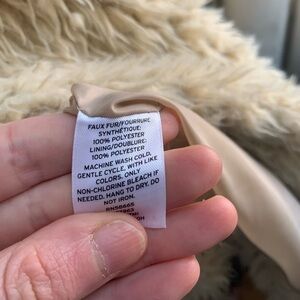 FAUX FUR/FOURRURE
SYNTHÉTIQUE:
100% POLYESTER
LINING/DOUBLURE:
100% POLYESTER
MACHINE WASH COLD,
GENTLE CYCLE, WITH LIKE
COLORS. ONLY
NON-CHLORINE BLEACH IF
NEEDED. HANG TO DRY. DO
NOT IRON.